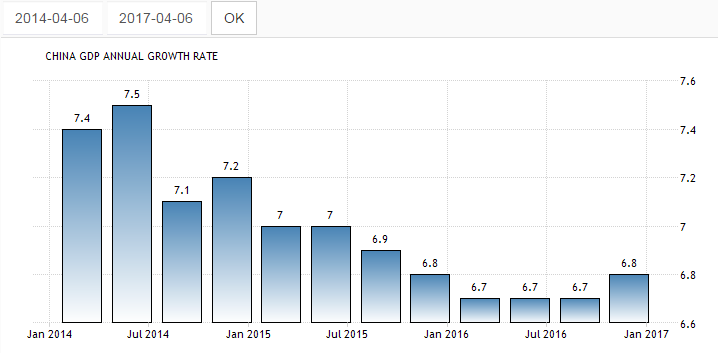 2014-04-06 2017-04-06 OK
CHINA GDP ANNUAL GROWTH RATE
7.6
7.5
7.4 7.4
7.2 7.2
7.1
7 7 7
6.9
6.8 6.8 6.8
6.7 6.7 6.7
6.6
Jan 2014 Jul 2014 Jan 2015 Jul 2015 Jan 2016 Jul 2016 Jan 2017